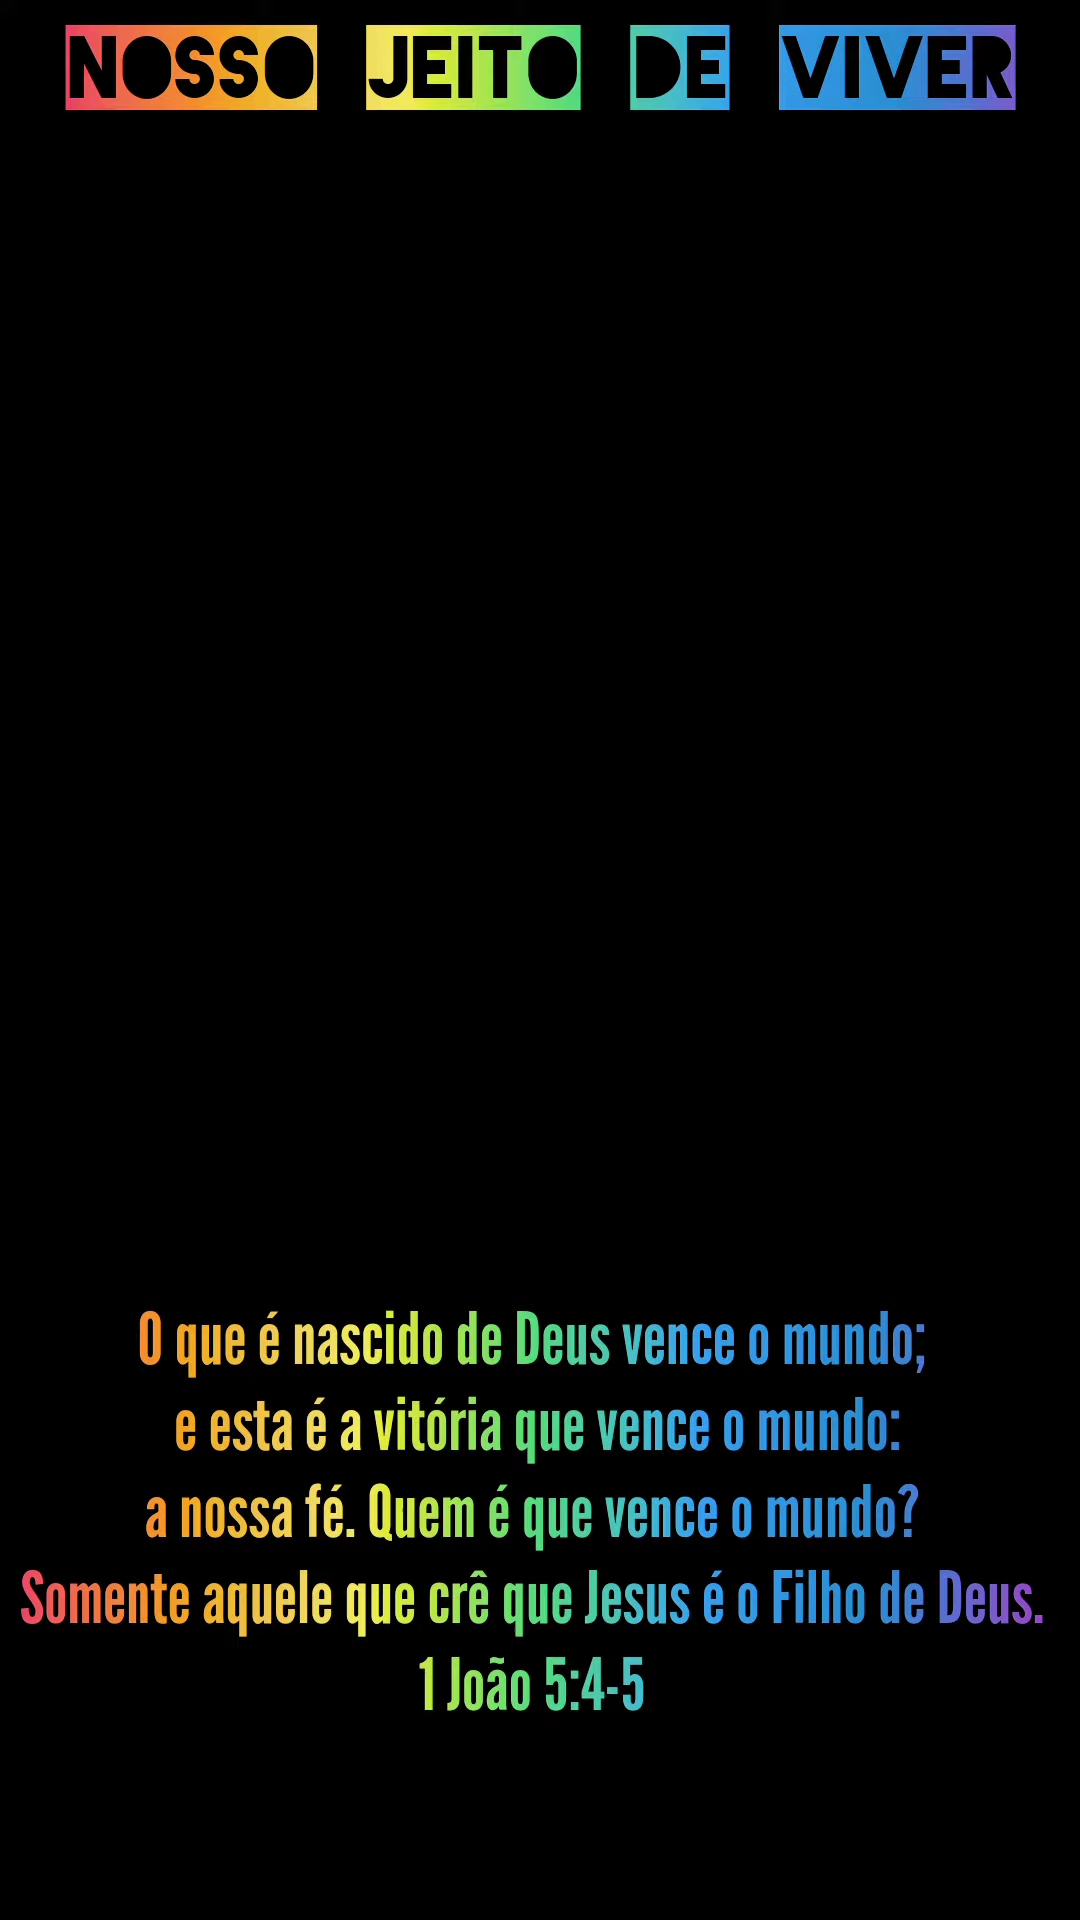 NOSSO JEITO DE VIVER
O que é nascido de Deus vence o mundo;
e esta é a vitória que vence o mundo:
a nossa fé. Quem é que vence o mundo?
Somente aquele que crê que Jesus é o Filho de Deus.
1 João 5:4-5